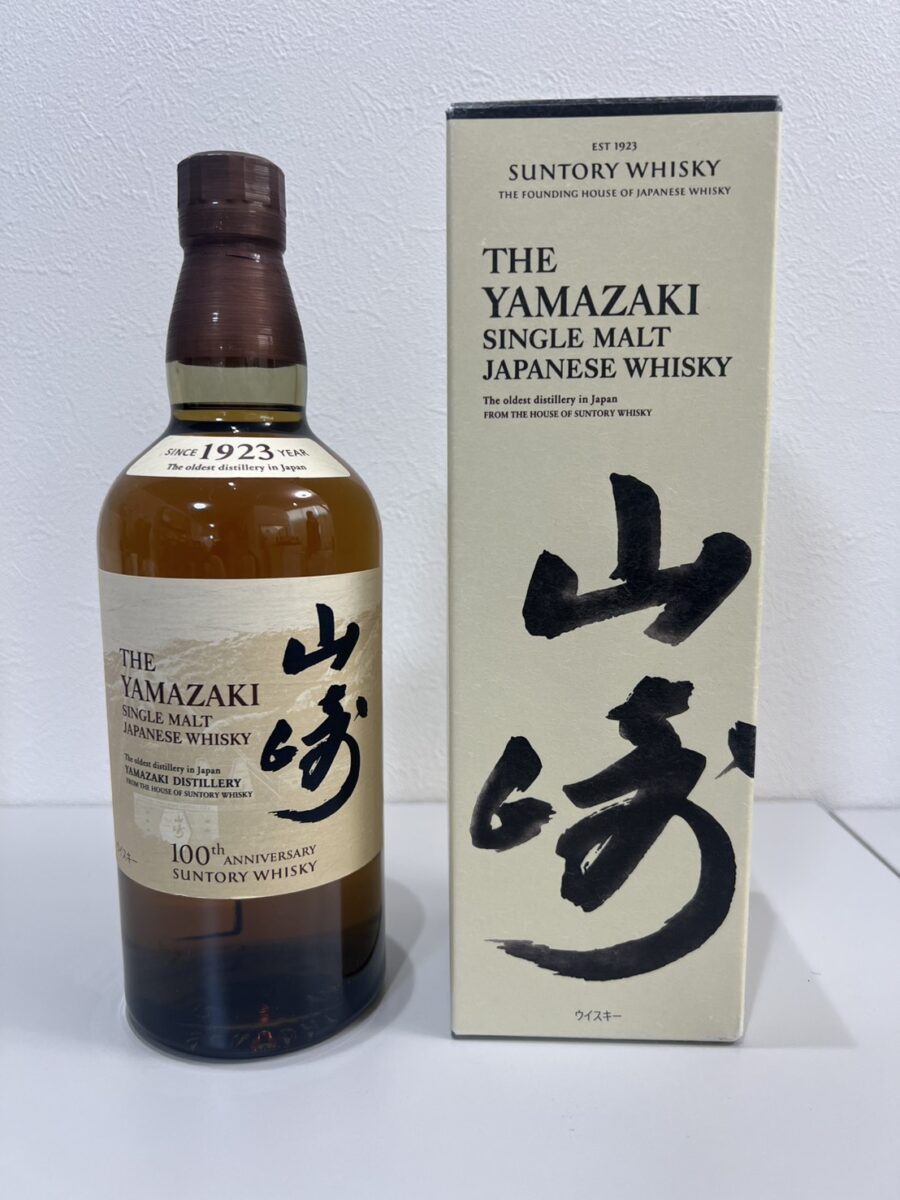 SINCE 1923 YEAR
The oldest distillery in Japan
THE
YAMAZAKI
SINGLE MALT
JAPANESE WHISKY
The oldest distillery in Japan
YAMAZAKI DISTILLERY
FROM THE HOUSE OF SUNTORY WHISKY
山崎
山崎
ウイスキー
100th ANNIVERSARY
SUNTORY WHISKY
EST 1923
SUNTORY WHISKY
THE FOUNDING HOUSE OF JAPANESE WHISKY
THE
YAMAZAKI
SINGLE MALT
JAPANESE WHISKY
The oldest distillery in Japan
FROM THE HOUSE OF SUNTORY WHISKY
山崎
ウイスキー